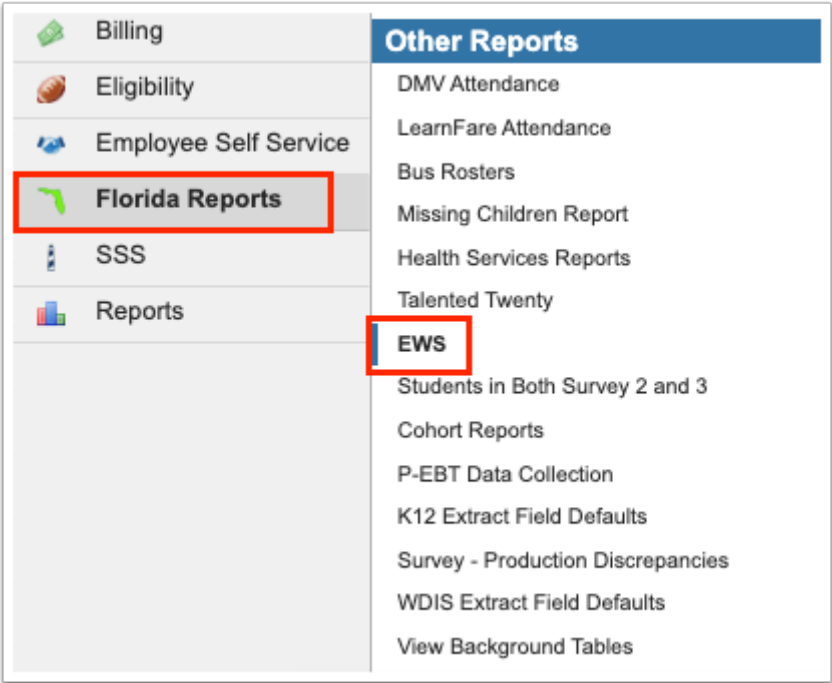 Billing
Eligibility
Employee Self Service
Florida Reports
SSS
Reports
Other Reports
DMV Attendance
LearnFare Attendance
Bus Rosters
Missing Children Report
Health Services Reports
Talented Twenty
EWS
Students in Both Survey 2 and 3
Cohort Reports
P-EBT Data Collection
K12 Extract Field Defaults
Survey - Production Discrepancies
WDIS Extract Field Defaults
View Background Tables